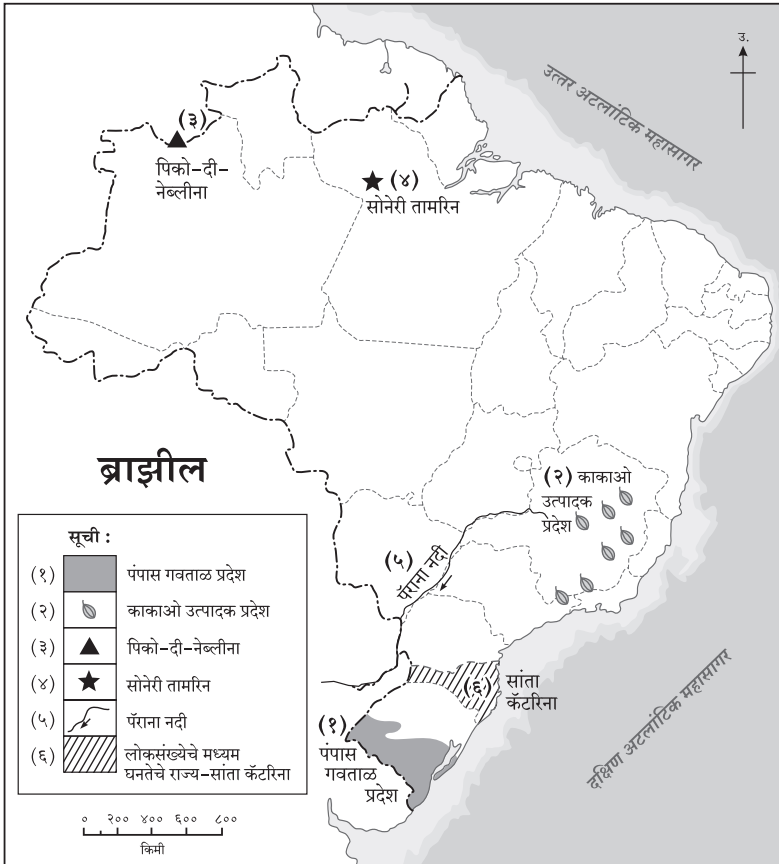 उ.
उत्तर अटलांटिक महासागर
(३)
पिको-दी-
नेब्लीना
(४)
सोनेरी तामरिन
ब्राझील
(२) काकाओ
उत्पादक
प्रदेश
(५)
पॅराना नदी
(६)
सांता
कॅटरिना
(१)
पंपास
गवताळ
प्रदेश
दक्षिण अटलांटिक महासागर
सूची :
(१) पंपास गवताळ प्रदेश
(२) काकाओ उत्पादक प्रदेश
(३) पिको-दी-नेब्लीना
(४) सोनेरी तामरिन
(५) पॅराना नदी
(६) लोकसंख्येचे मध्यम
घनतेचे राज्य-सांता कॅटरिना
० २०० ४०० ६०० ८००
किमी